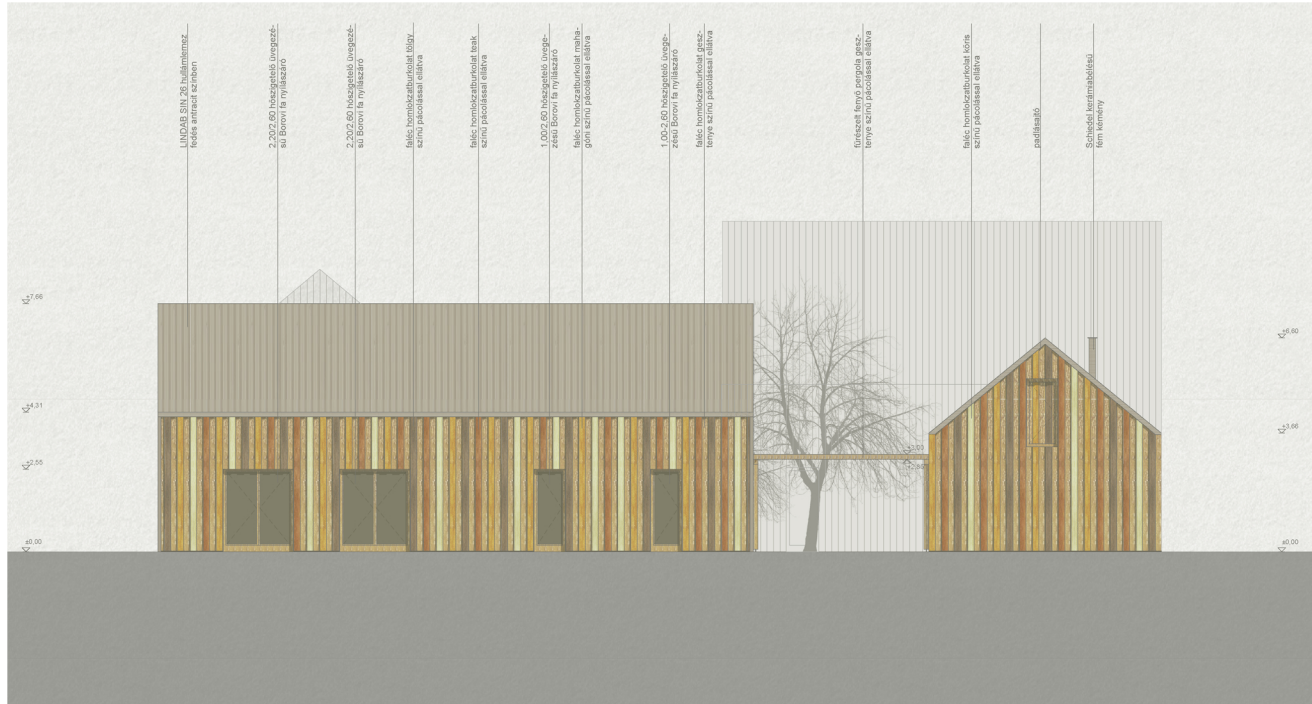 LINDAB SIN 26 hullámlemez
fedés antracit színben
2,20/2,60 hőszigetelő üvegezé-
sű Borovi fa nyílászáró
2,20/2,60 hőszigetelő üvegezé-
sű Borovi fa nyílászáró
faléc homlokzatburkolat tölgy
színű pácolással ellátva
faléc homlokzatburkolat teak
színű pácolással ellátva
1,00/2,60 hőszigetelő üvege-
zésű Borovi fa nyílászáró
faléc homlokzatburkolat maha-
góni színű pácolással ellátva
1,00-2,60 hőszigetelő üvege-
zésű Borovi fa nyílászáró
faléc homlokzatburkolat gesz-
tenye színű pácolással ellátva
fűrészelt fenyő pergola gesz-
tenye színű pácolással ellátva
faléc homlokzatburkolat kőris
színű pácolással ellátva
padlásajtó
Schiedel kerámiabélésű
fém kémény
+7,66
+4,31
+2,55
±0,00
+3,00
+6,60
+3,66
±0,00